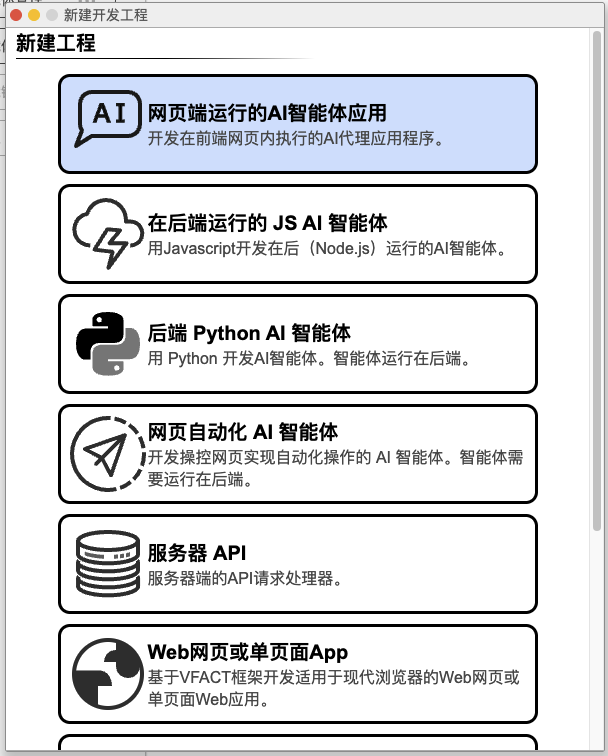 新建开发工程
新建工程
AI
网页端运行的AI智能体应用
开发在前端网页内执行的AI代理应用程序。
在后端运行的 JS AI 智能体
用Javascript开发在后（Node.js）运行的AI智能体。
后端 Python AI 智能体
用 Python 开发AI智能体。智能体运行在后端。
网页自动化 AI 智能体
开发操控网页实现自动化操作的 AI 智能体。智能体需
要运行在后端。
服务器 API
服务器端的API请求处理器。
Web网页或单页面App
基于VFACT框架开发适用于现代浏览器的Web网页或
单页面Web应用。